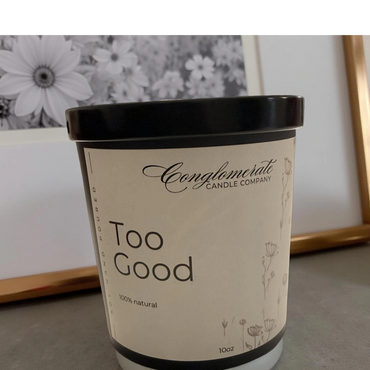 Conglomerate
CANDLE COMPANY
Too
Good
100% natural
10oz